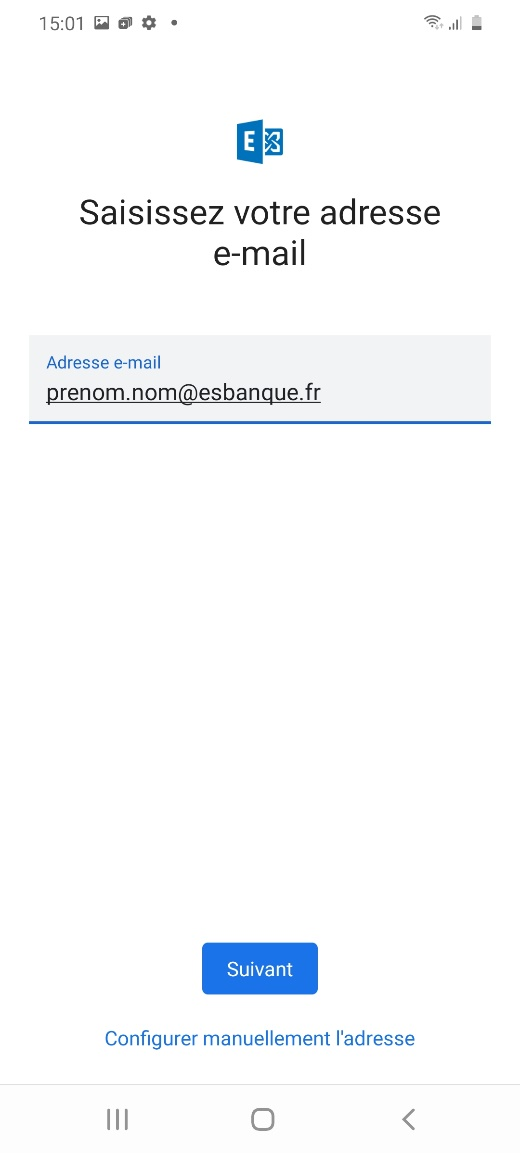 15:01
E
Saisissez votre adresse
e-mail
Adresse e-mail
prenom.nom@esbanque.fr
Suivant
Configurer manuellement l'adresse